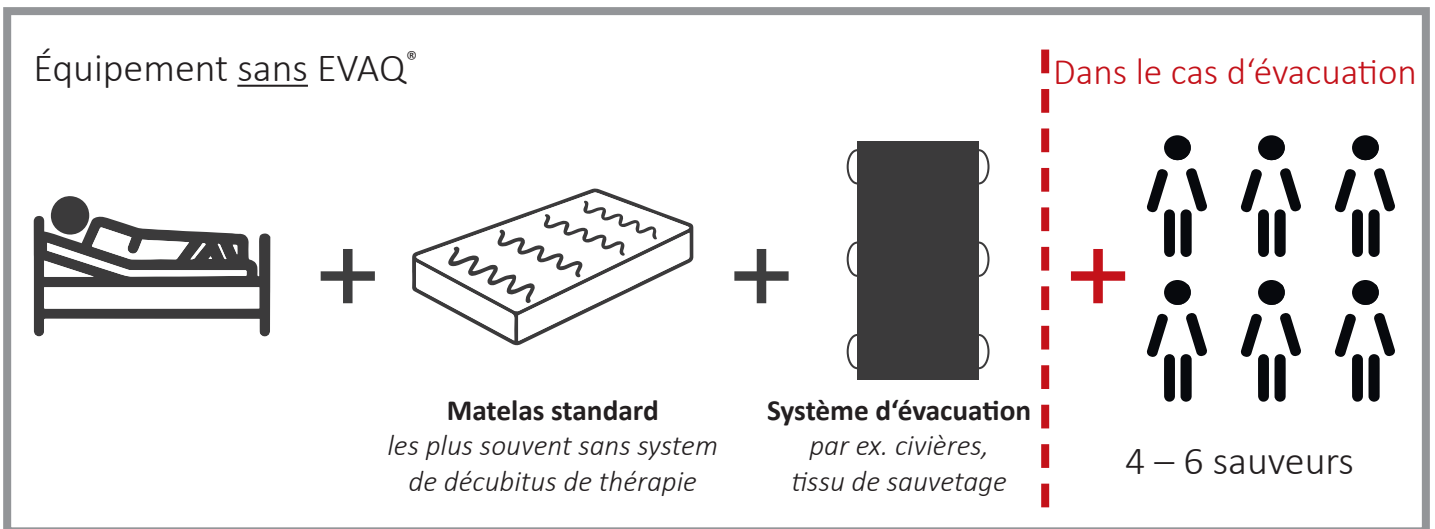 Équipement sans EVAQ®
Dans le cas d‘évacuation
Matelas standard
les plus souvent sans system
de décubitus de thérapie
Système d‘évacuation
par ex. civières,
tissu de sauvetage
4 – 6 sauveurs